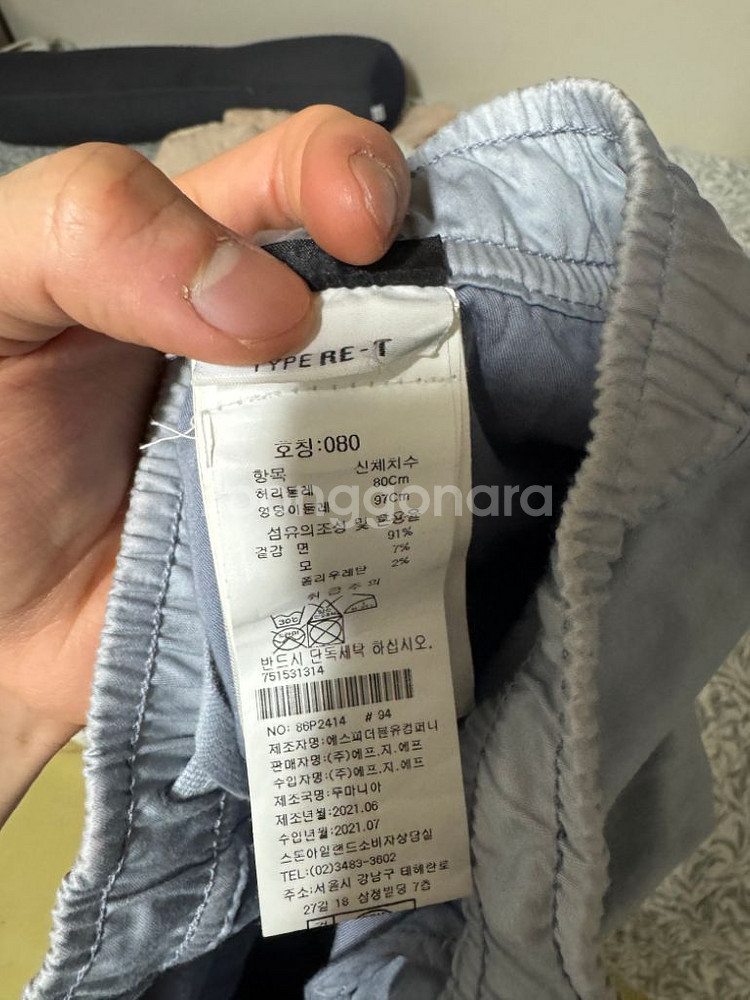 TYPE RE-T
호칭:080
항목 신체치수
허리둘레 80Cm
엉덩이둘레 97Cm
섬유의조성 및 혼용율
겉감 면 91%
모 7%
폴리우레탄 2%
취급주의
30℃
반드시 단독세탁 하십시오.
751531314
NO: 86P2414 # 94
제조자명:에스피더블유컴퍼니
판매자명:(주)에프.지.에프
수입자명:(주)에프.지.에프
제조국명:루마니아
제조년월:2021.06
수입년월:2021.07
스톤아일랜드소비자상담실
TEL:(02)3483-3602
주소:서울시 강남구 테헤란로
27길 18 삼정빌딩 7층